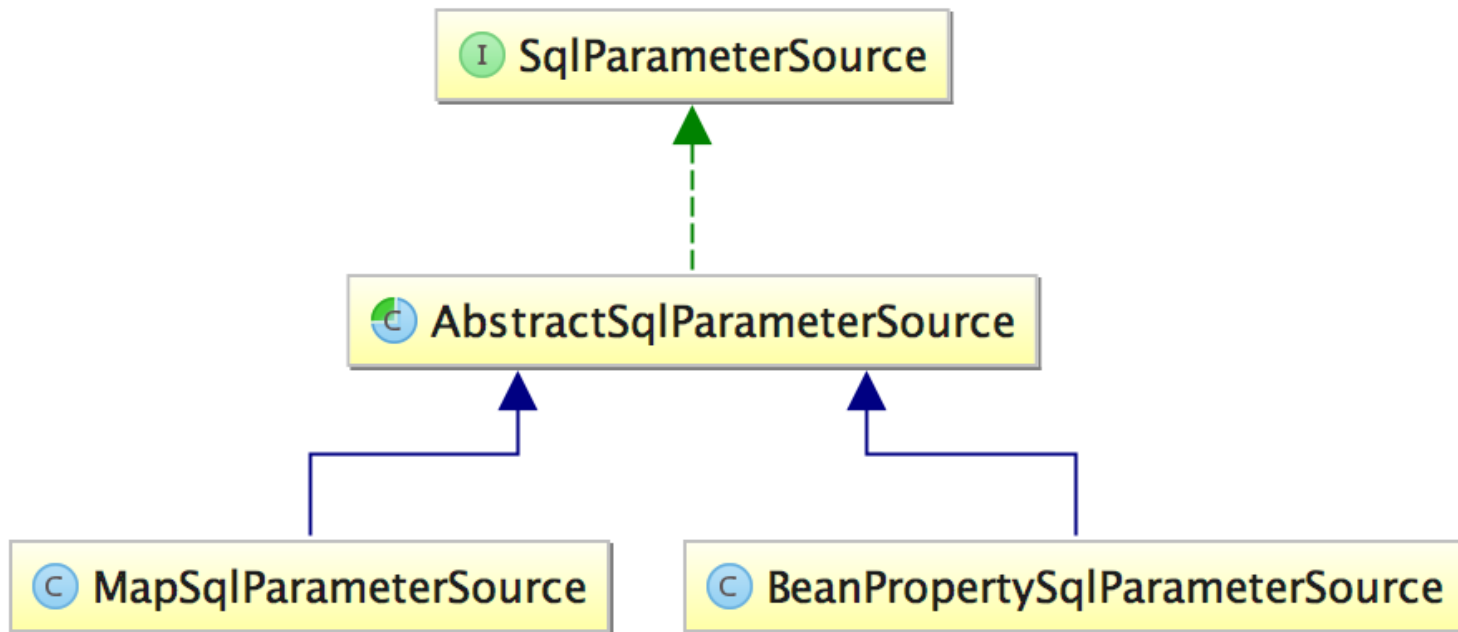 I SqlParameterSource
C AbstractSqlParameterSource
C MapSqlParameterSource
C BeanPropertySqlParameterSource